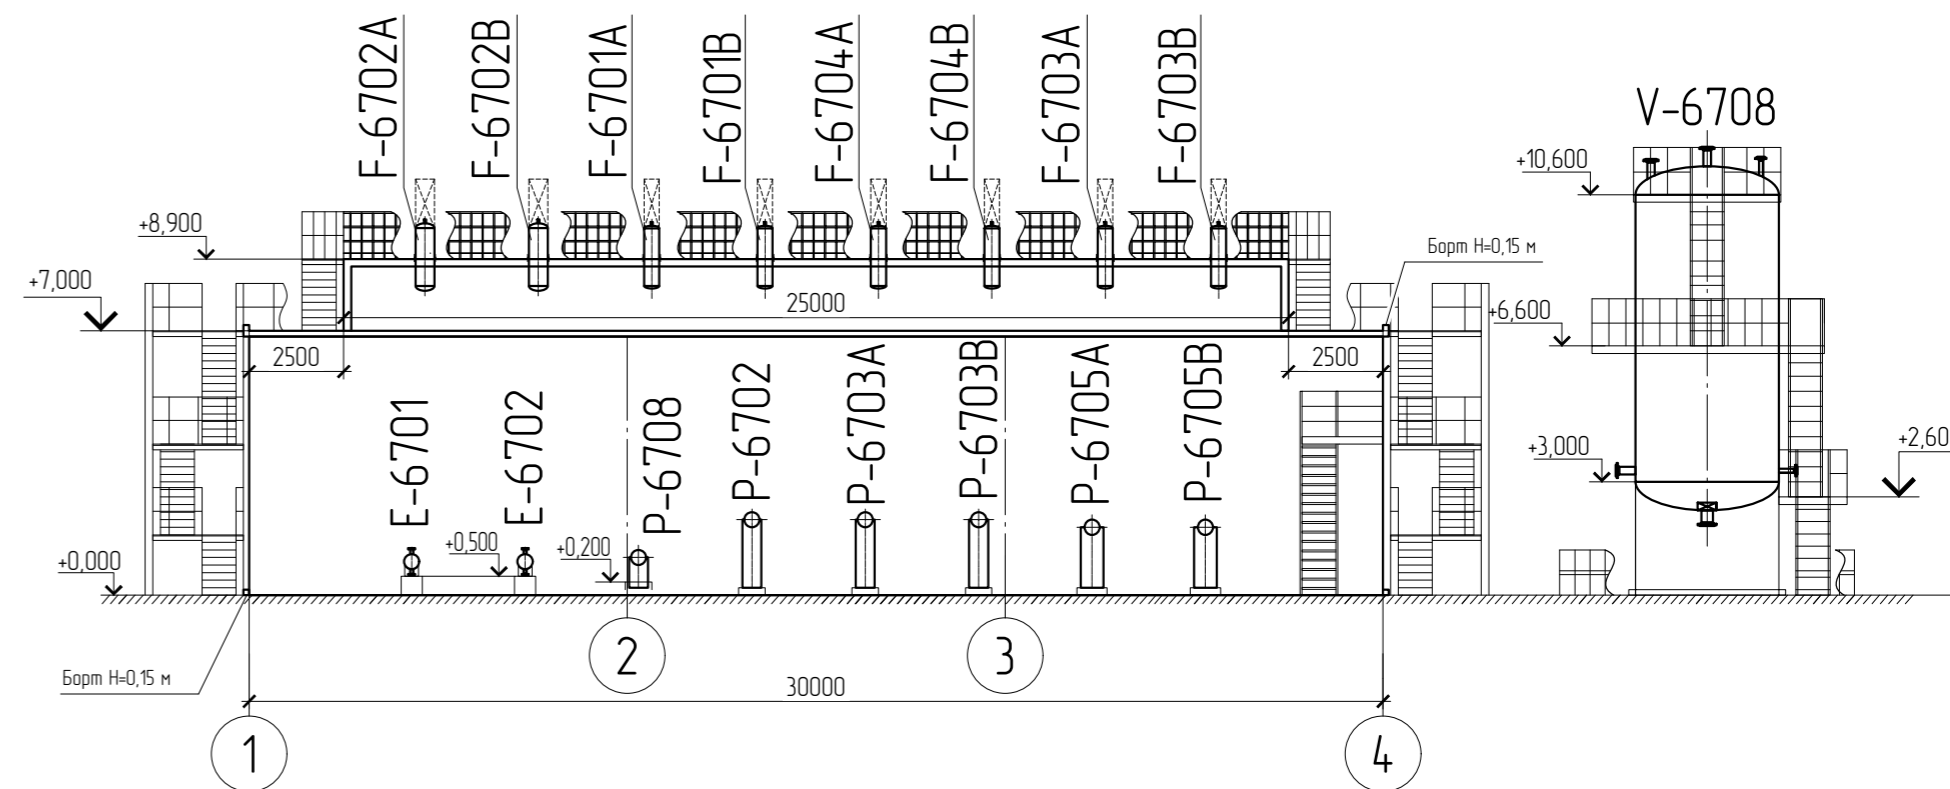 F-6702A
F-6702B
F-6701A
F-6701B
F-6704A
F-6704B
F-6703A
F-6703B
V-6708
+10,600
+8,900
Борт H=0,15 м
+7,000
25000
+6,600
2500
2500
E-6701
E-6702
P-6708
P-6702
P-6703A
P-6703B
P-6705A
P-6705B
+3,000
+2,60
+0,500
+0,200
+0,000
2
3
Борт H=0,15 м
30000
1
4